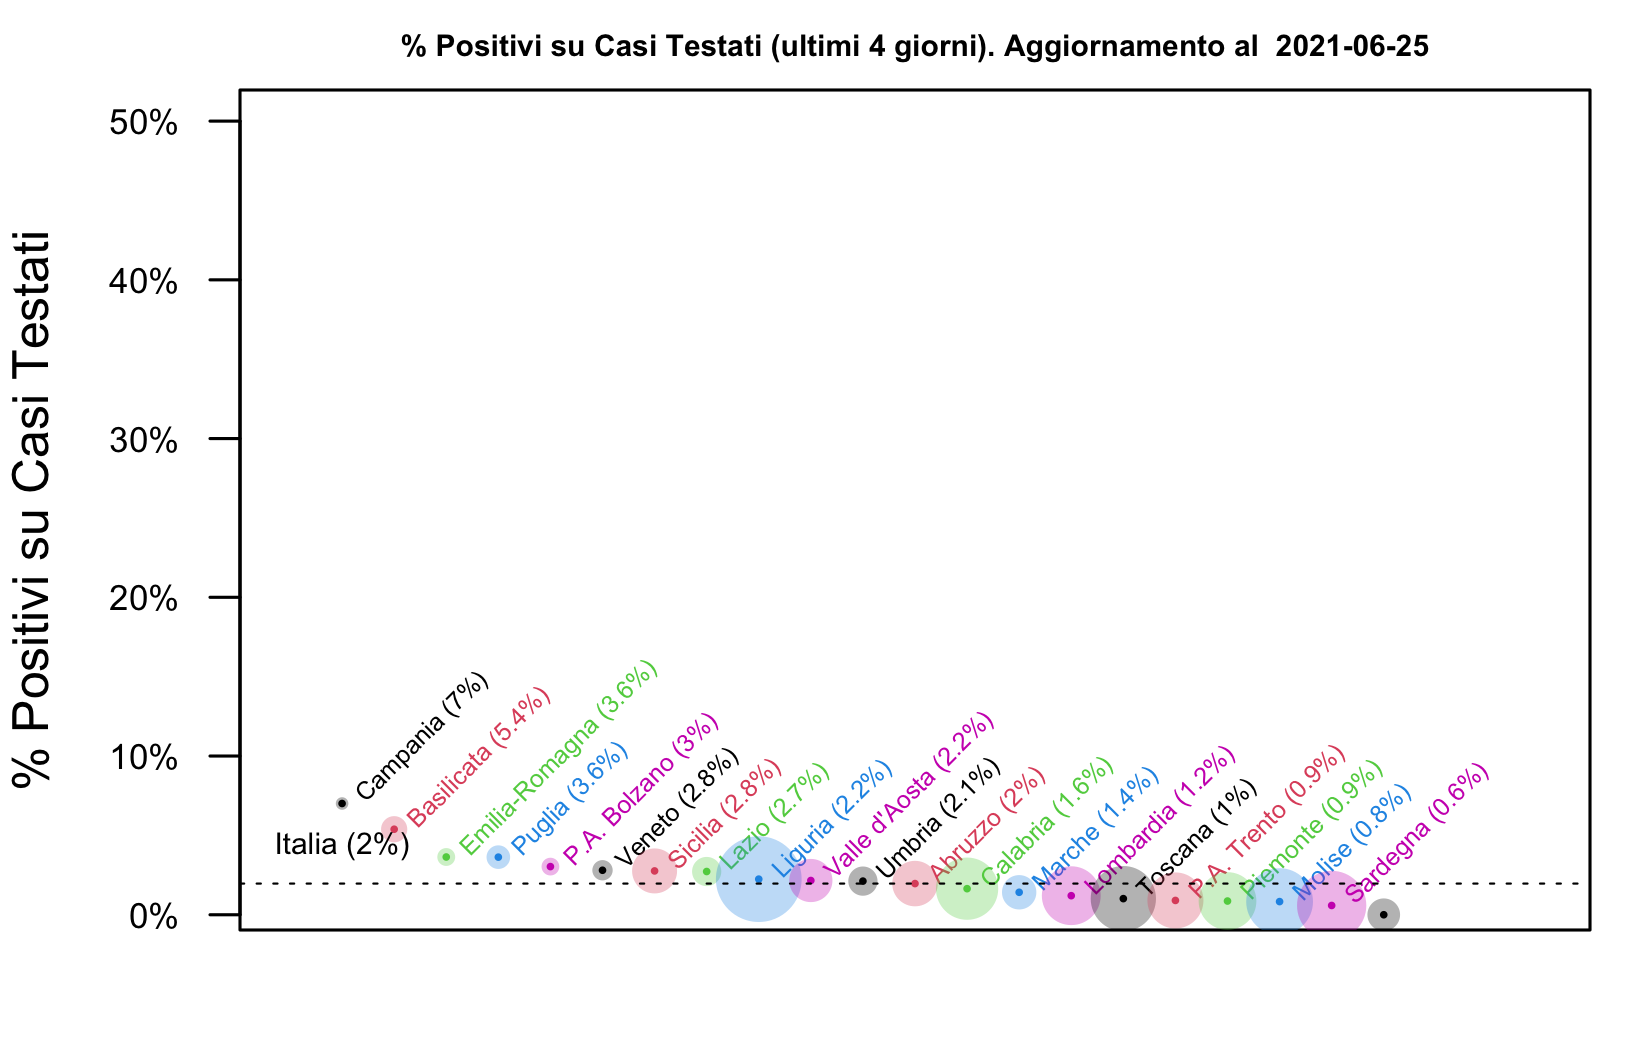 % Positivi su Casi Testati (ultimi 4 giorni). Aggiornamento al  2021-06-25
% Positivi su Casi Testati
50%
40%
30%
20%
10%
0%
Italia (2%)
Campania (7%)
Basilicata (5.4%)
Emilia-Romagna (3.6%)
Puglia (3.6%)
P.A. Bolzano (3%)
Veneto (2.8%)
Sicilia (2.8%)
Lazio (2.7%)
Liguria (2.2%)
Valle d'Aosta (2.2%)
Umbria (2.1%)
Abruzzo (2%)
Calabria (1.6%)
Marche (1.4%)
Lombardia (1.2%)
Toscana (1%)
P.A. Trento (0.9%)
Piemonte (0.9%)
Molise (0.8%)
Sardegna (0.6%)